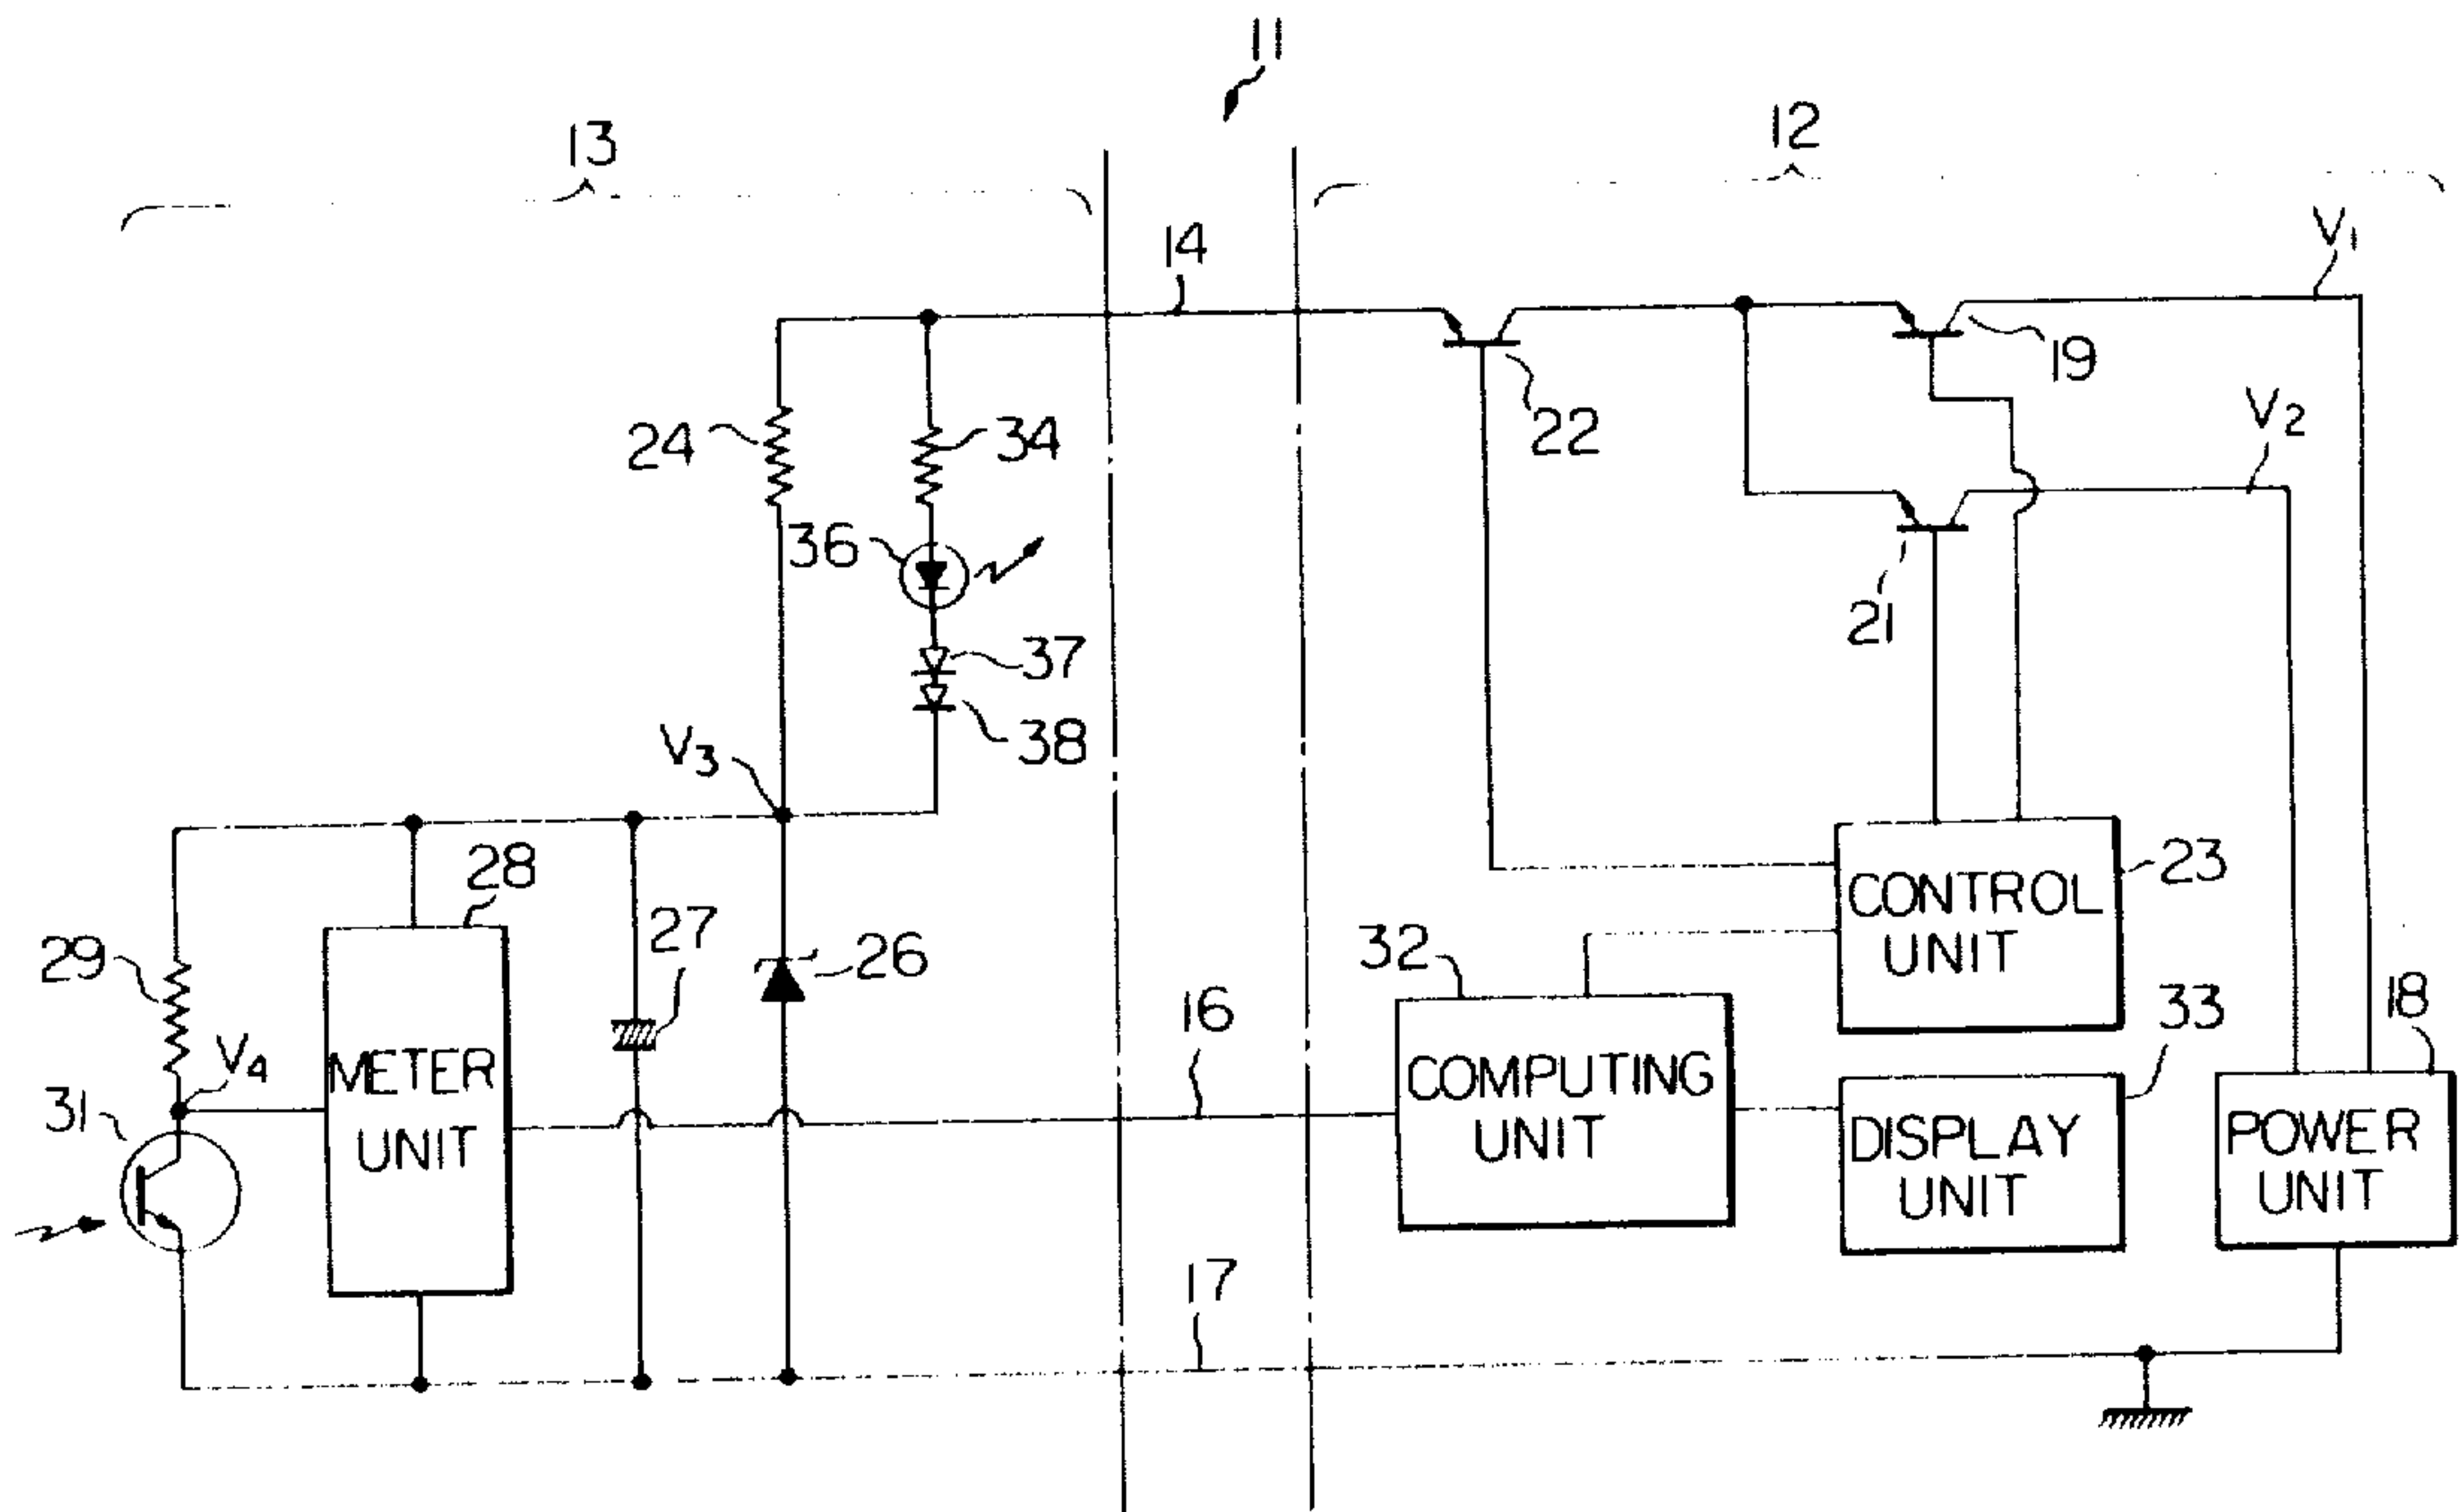 11
13
12
14
V1
19
22
V2
24
34
36
21
37
38
V3
28
CONTROL
UNIT
23
29
27
26
32
16
33
18
V4
31
METER
UNIT
COMPUTING
UNIT
DISPLAY
UNIT
POWER
UNIT
17